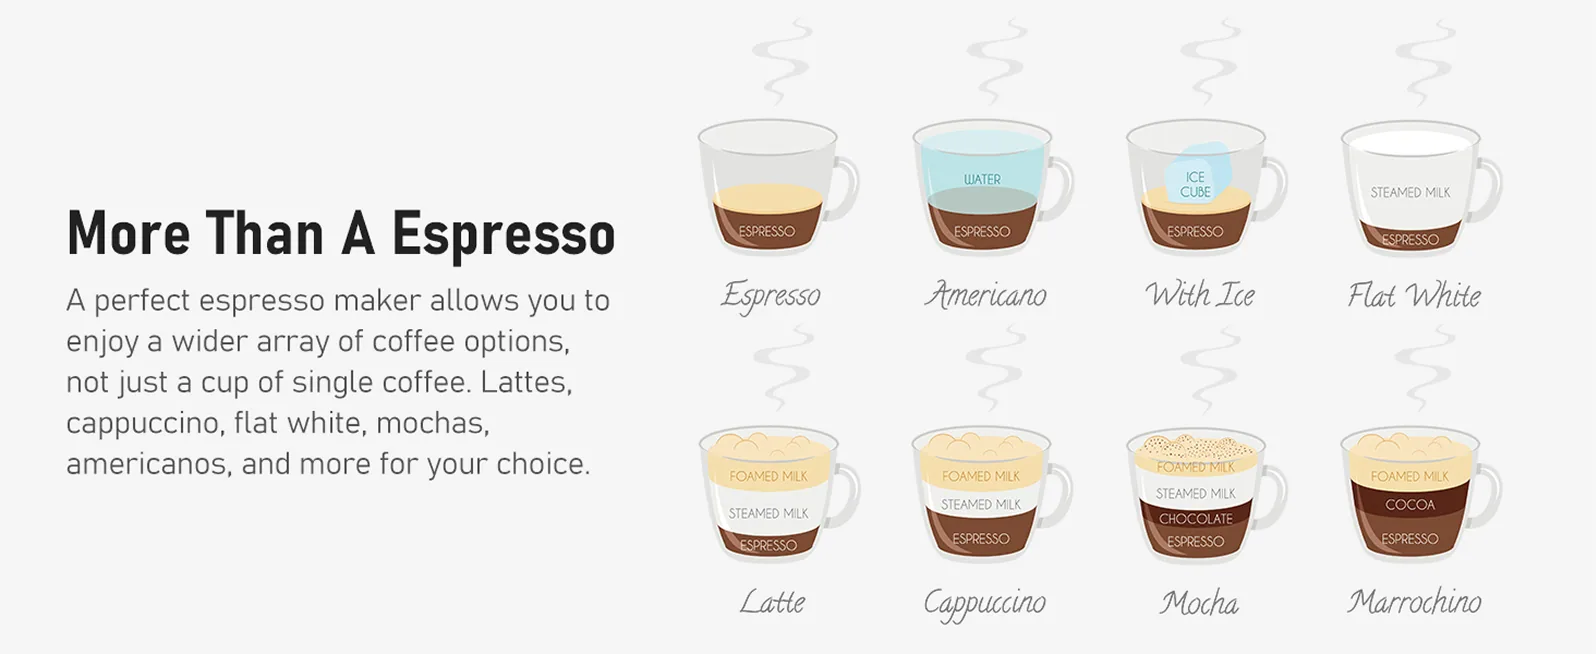 More Than A Espresso
A perfect espresso maker allows you to
enjoy a wider array of coffee options,
not just a cup of single coffee. Lattes,
cappuccino, flat white, mochas,
americanos, and more for your choice.
ESPRESSO
Espresso
WATER
ESPRESSO
Americano
ICE
CUBE
ESPRESSO
With Ice
STEAMED MILK
ESPRESSO
Flat White
FOAMED MILK
STEAMED MILK
ESPRESSO
Latte
FOAMED MILK
STEAMED MILK
ESPRESSO
Cappuccino
FOAMED MILK
STEAMED MILK
CHOCOLATE
ESPRESSO
Mocha
FOAMED MILK
COCOA
ESPRESSO
Marrochino